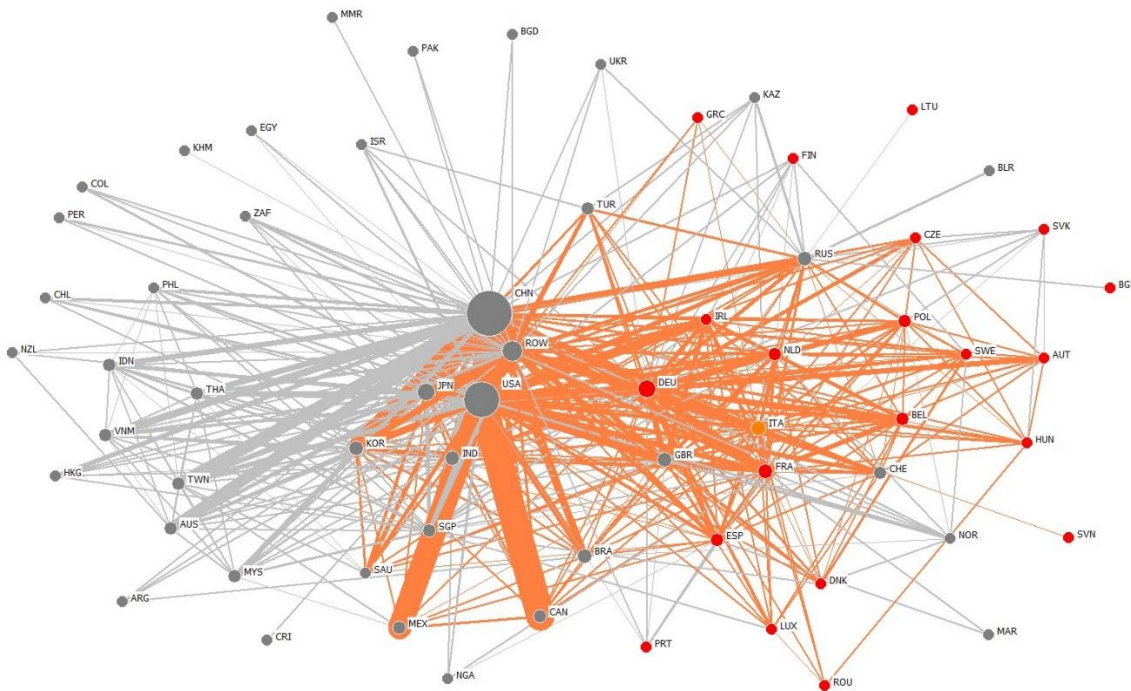 MMR
BGD
PAK
UKR
KAZ
LTU
GRC
EGY
ISR
KHM
FIN
BLR
COL
ZAF
TUR
PER
SVK
CZE
RUS
PHL
CHL
CHN
BG
IRL
POL
ROW
NZL
IDN
NLD
SWE
AUT
THA
JPN
USA
DEU
BEL
ITA
VNM
KOR
HUN
IND
GBR
HKG
FRA
CHE
TWN
AUS
SGP
ESP
NOR
SVN
BRA
MYS
SAU
DNK
ARG
CAN
MEX
LUX
MAR
CRI
PRT
NGA
ROU